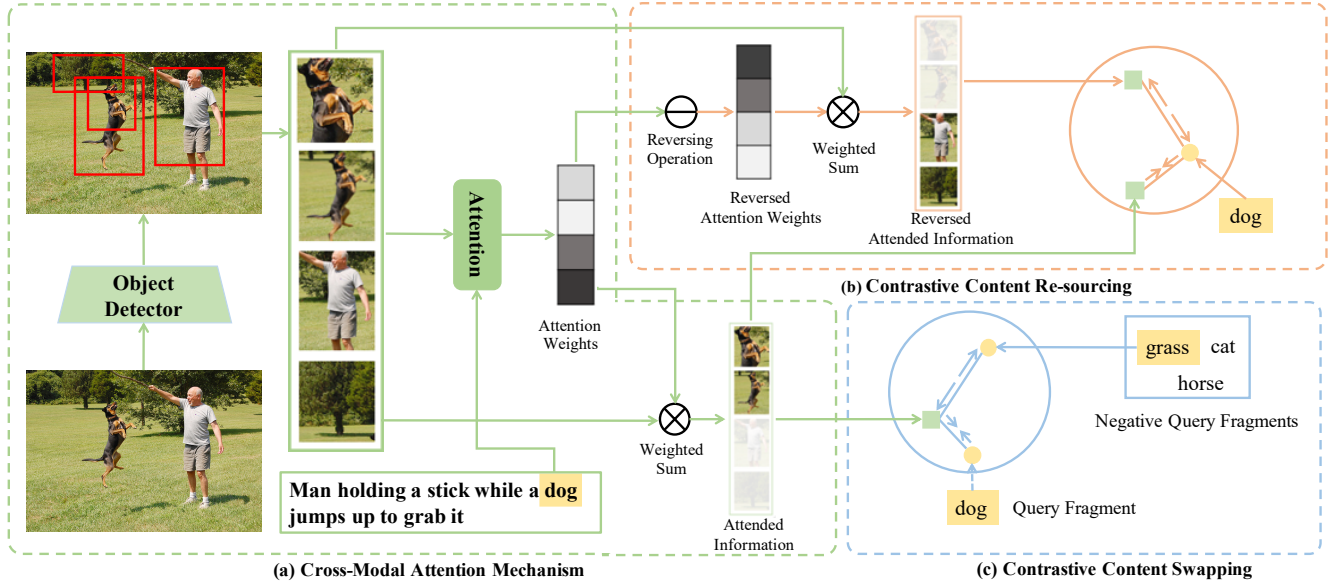 Object
Detector
Attention
Attention
Weights
Man holding a stick while a dog
jumps up to grab it
Weighted
Sum
Attended
Information
(a) Cross-Modal Attention Mechanism
Reversing
Operation
Reversed
Attention Weights
Weighted
Sum
Reversed
Attended Information
dog
(b) Contrastive Content Re-sourcing
grass cat
horse
Negative Query Fragments
dog
Query Fragment
(c) Contrastive Content Swapping